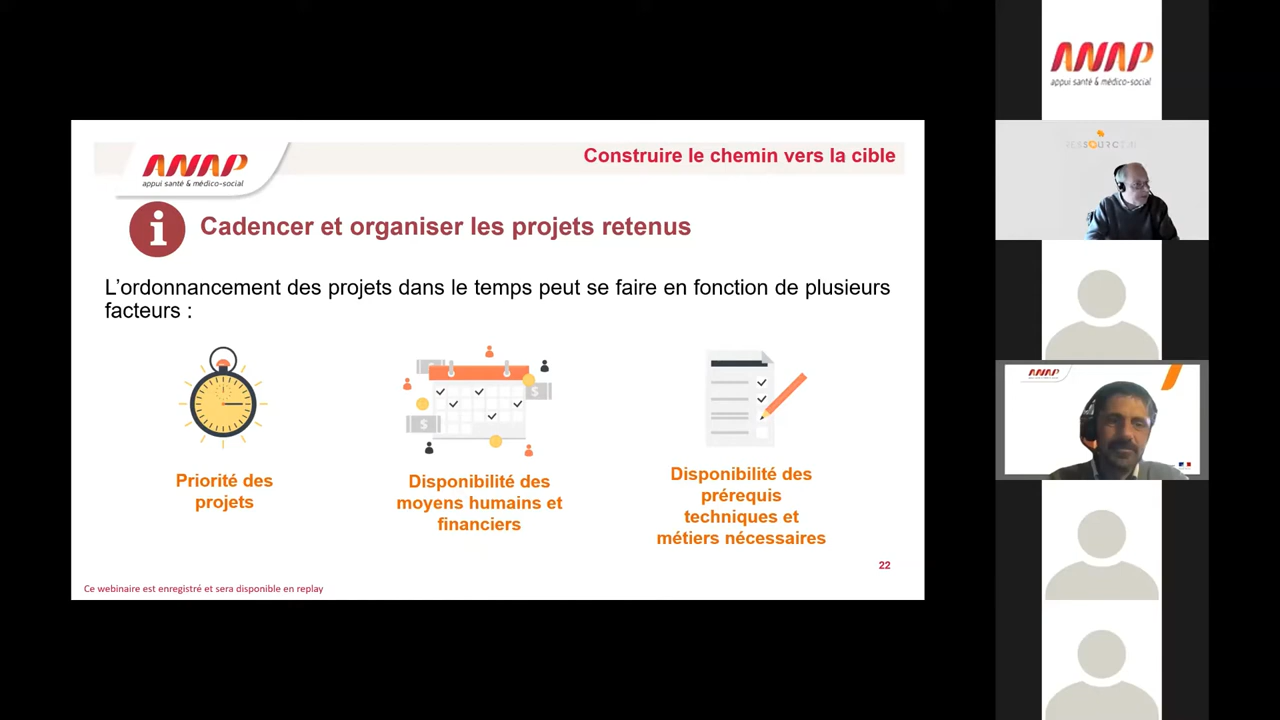 ANAP
appui santé & médico-social
Construire le chemin vers la cible
i
Cadencer et organiser les projets retenus
L'ordonnancement des projets dans le temps peut se faire en fonction de plusieurs
facteurs :
Priorité des
projets
Disponibilité des
moyens humains et
financiers
Disponibilité des
prérequis
techniques et
métiers nécessaires
22
Ce webinaire est enregistré et sera disponible en replay
ANAP
appui santé & médico-social
ANAP